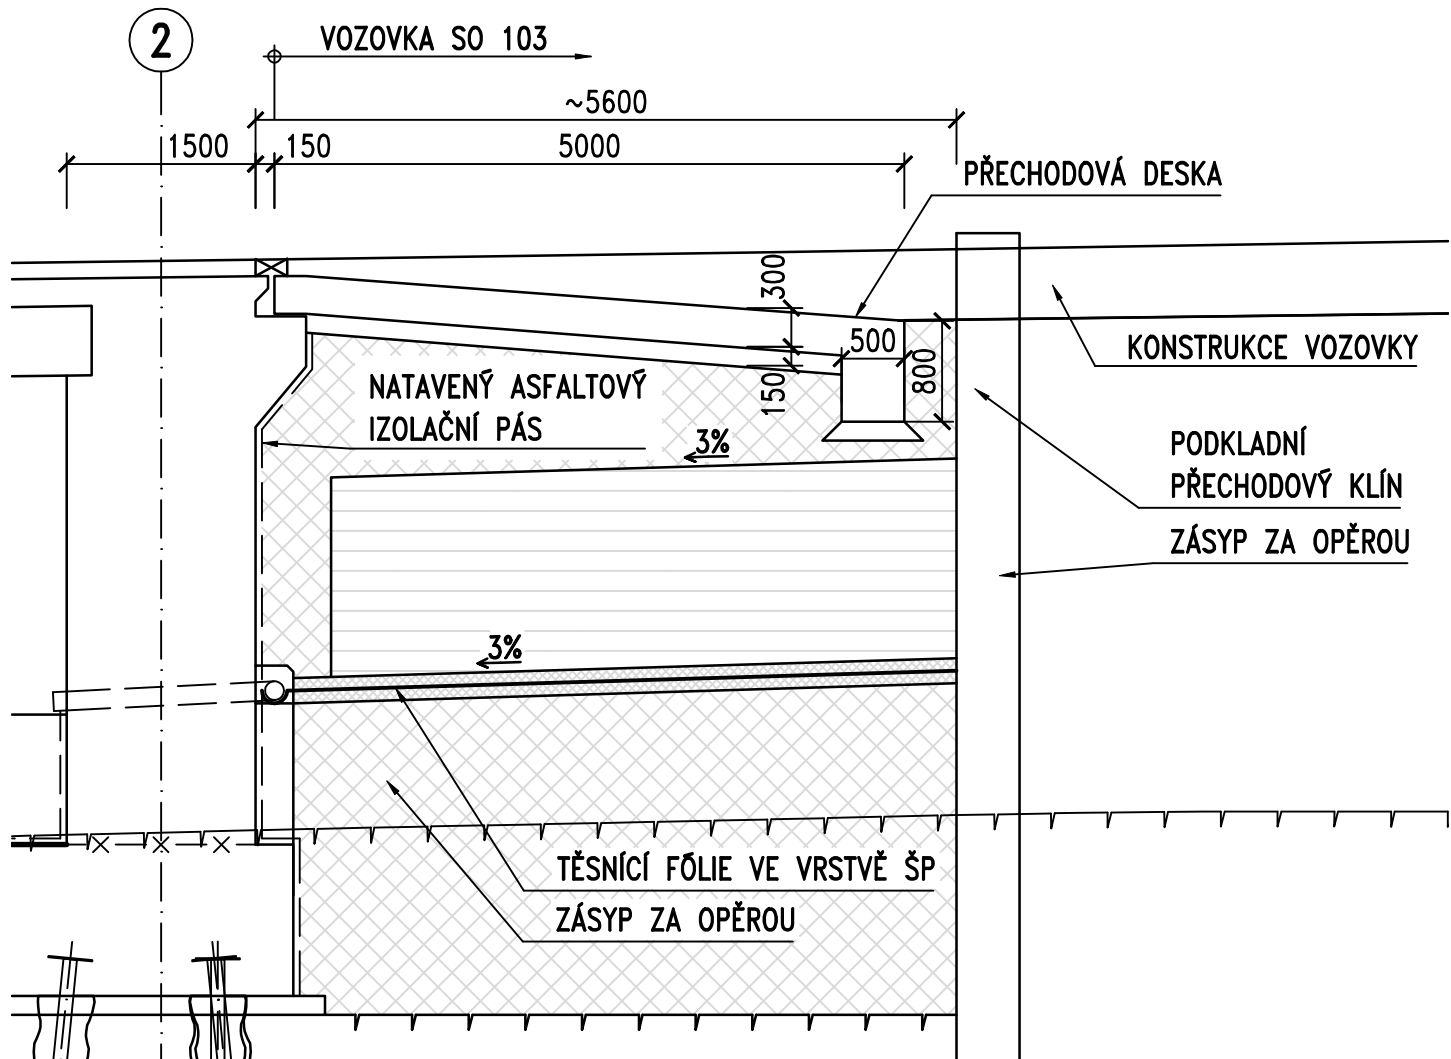 2
VOZOVKA SO 103
~5600
1500
150
5000
PŘECHODOVÁ DESKA
300
500
800
150
KONSTRUKCE VOZOVKY
NATAVENÝ ASFALTOVÝ
IZOLAČNÍ PÁS
3%
PODKLADNÍ
PŘECHODOVÝ KLÍN
ZÁSYP ZA OPĚROU
3%
TĚSNÍCÍ FÓLIE VE VRSTVĚ ŠP
ZÁSYP ZA OPĚROU